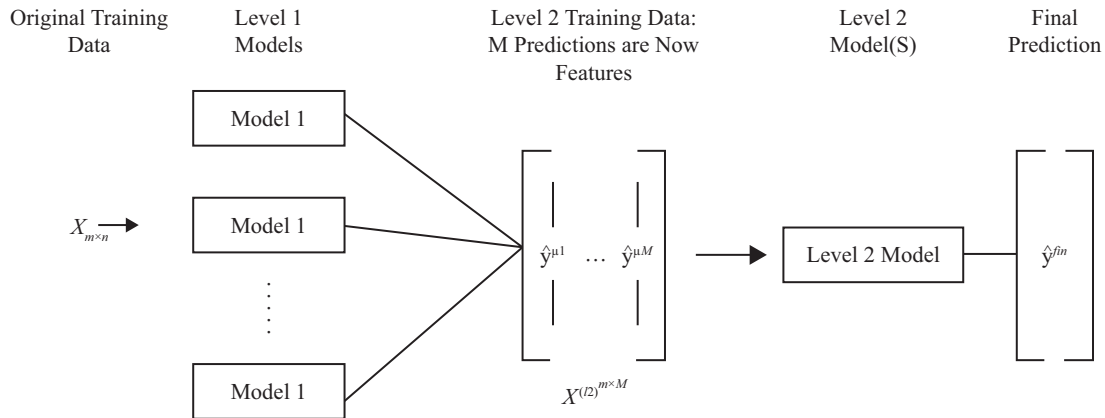 Original Training
Data
Level 1
Models
Level 2 Training Data:
M Predictions are Now
Features
Level 2
Model(S)
Final
Prediction
Model 1
X_{m×n}
Model 1
ŷ^{μ1} … ŷ^{μM}
Level 2 Model
ŷ^{fin}
Model 1
X^{(l2)^{m×M}}